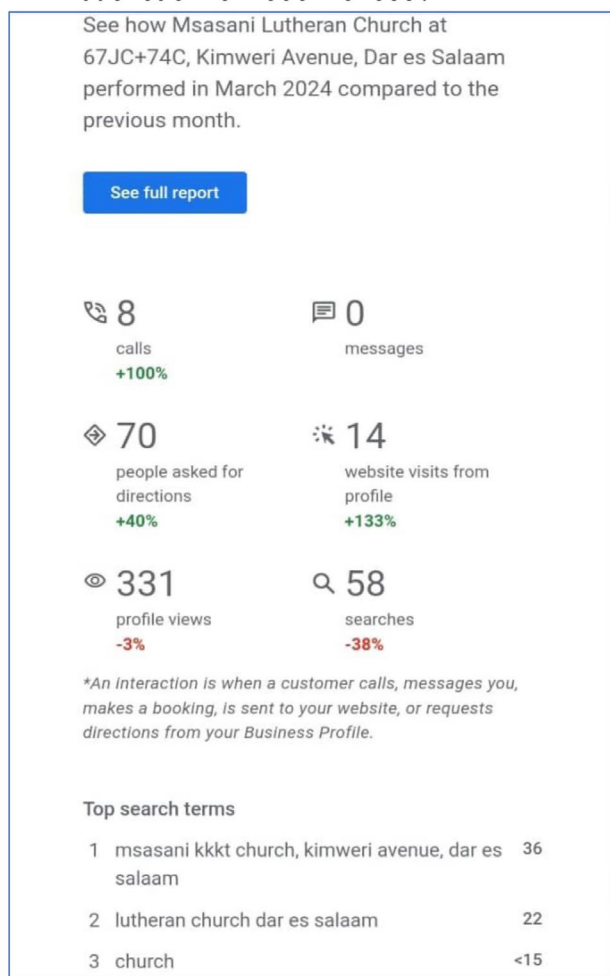 See how Msasani Lutheran Church at
67JC+74C, Kimweri Avenue, Dar es Salaam
performed in March 2024 compared to the
previous month.
See full report
8
calls
+100%
0
messages
70
people asked for
directions
+40%
14
website visits from
profile
+133%
331
profile views
-3%
58
searches
-38%
*An interaction is when a customer calls, messages you,
makes a booking, is sent to your website, or requests
directions from your Business Profile.
Top search terms
1 msasani kkkt church, kimweri avenue, dar es 36
salaam
2 lutheran church dar es salaam 22
3 church <15